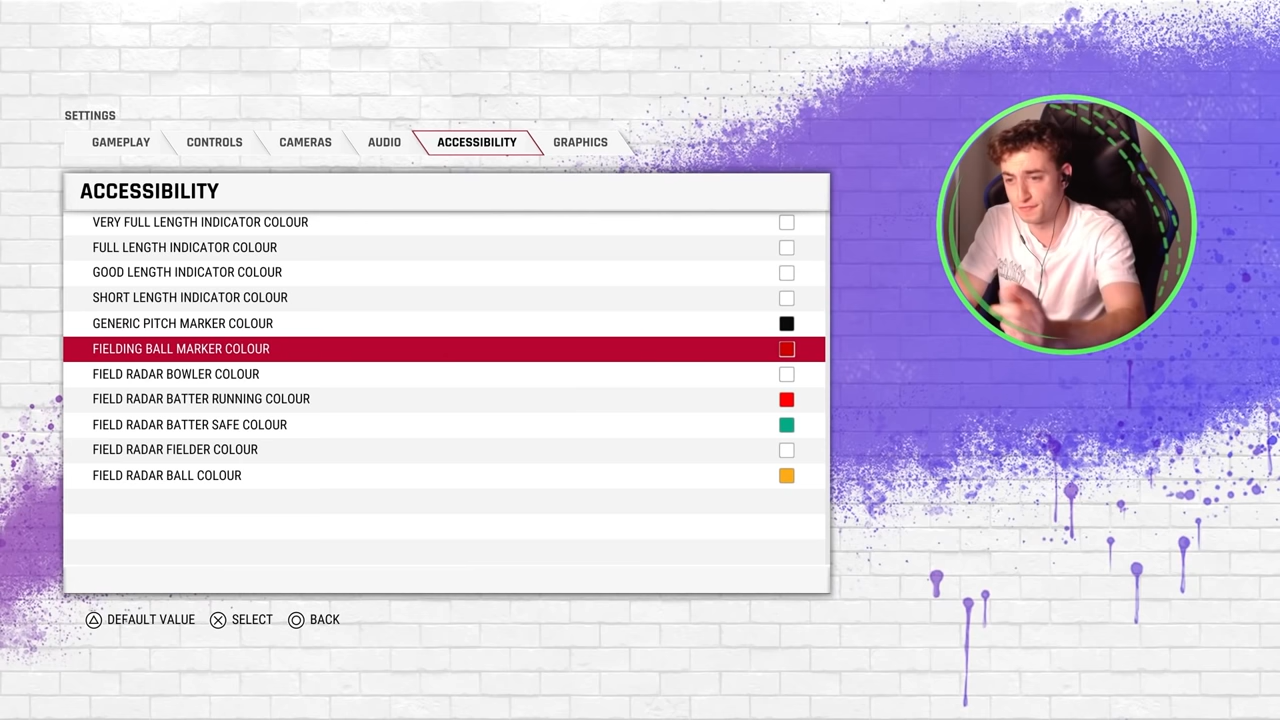 SETTINGS
GAMEPLAY CONTROLS CAMERAS AUDIO ACCESSIBILITY GRAPHICS
ACCESSIBILITY
VERY FULL LENGTH INDICATOR COLOUR
FULL LENGTH INDICATOR COLOUR
GOOD LENGTH INDICATOR COLOUR
SHORT LENGTH INDICATOR COLOUR
GENERIC PITCH MARKER COLOUR
FIELDING BALL MARKER COLOUR
FIELD RADAR BOWLER COLOUR
FIELD RADAR BATTER RUNNING COLOUR
FIELD RADAR BATTER SAFE COLOUR
FIELD RADAR FIELDER COLOUR
FIELD RADAR BALL COLOUR
DEFAULT VALUE SELECT BACK